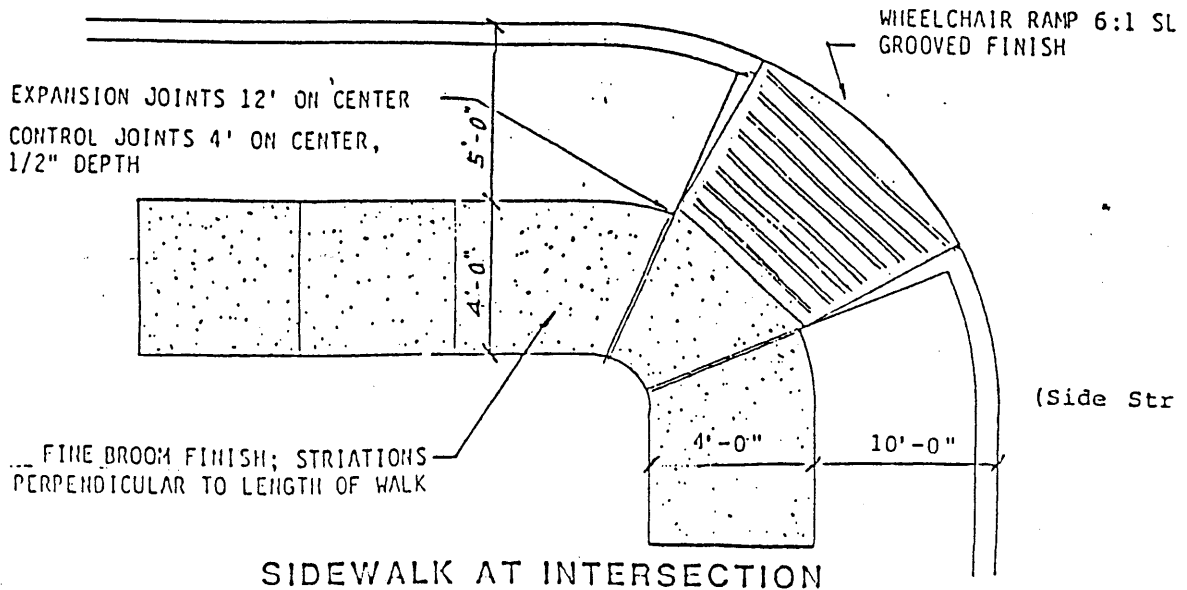 WHEELCHAIR RAMP 6:1 SL
GROOVED FINISH
EXPANSION JOINTS 12' ON CENTER
CONTROL JOINTS 4' ON CENTER,
1/2" DEPTH
5'-0"
4'-0"
(Side Str
4'-0"
10'-0"
FINE BROOM FINISH; STRIATIONS
PERPENDICULAR TO LENGTH OF WALK
SIDEWALK AT INTERSECTION